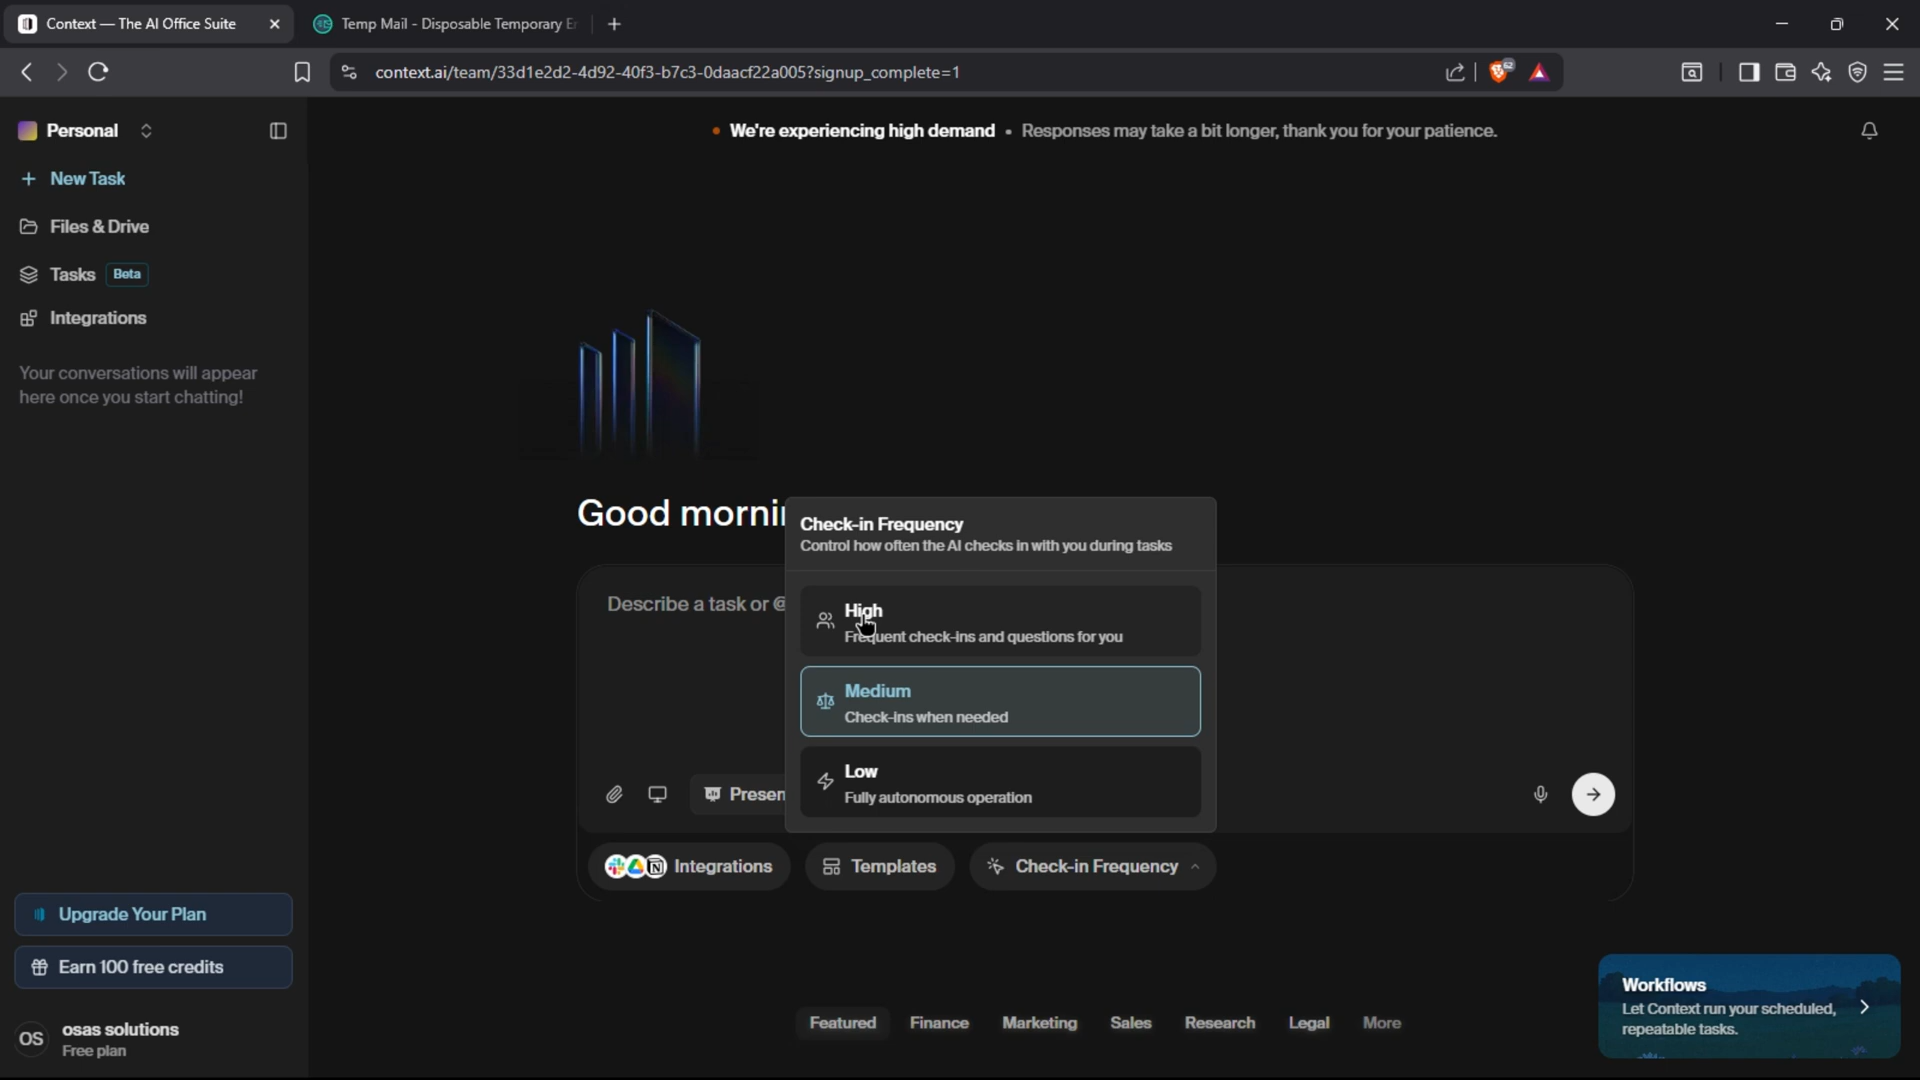 Context — The AI Office Suite
Temp Mail - Disposable Temporary E
context.ai/team/33d1e2d2-4d92-40f3-b7c3-0daacf22a005?signup_complete=1
Personal
We're experiencing high demand • Responses may take a bit longer, thank you for your patience.
New Task
Files & Drive
Tasks Beta
Integrations
Your conversations will appear
here once you start chatting!
Good morni
Check-in Frequency
Control how often the AI checks in with you during tasks
Describe a task or @
High
Frequent check-ins and questions for you
Medium
Check-ins when needed
Low
Fully autonomous operation
Presen
Integrations
Templates
Check-in Frequency
Upgrade Your Plan
Earn 100 free credits
OS
osas solutions
Free plan
Featured
Finance
Marketing
Sales
Research
Legal
More
Workflows
Let Context run your scheduled,
repeatable tasks.